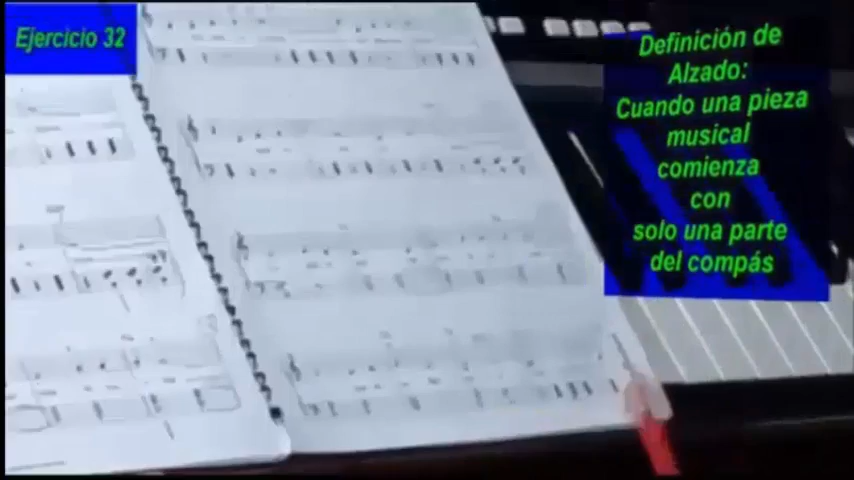 Ejercicio 32
Definición de
Alzado:
Cuando una pieza
musical
comienza
con
solo una parte
del compás